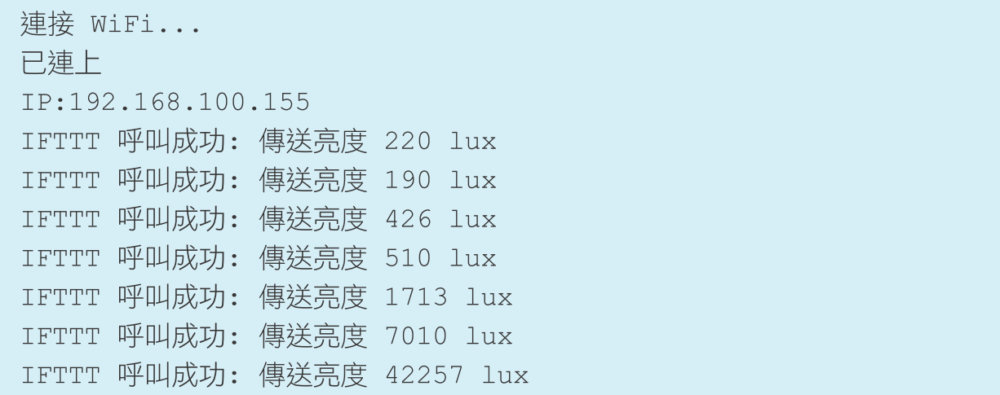 連接 WiFi...
已連上
IP:192.168.100.155
IFTTT 呼叫成功: 傳送亮度 220 lux
IFTTT 呼叫成功: 傳送亮度 190 lux
IFTTT 呼叫成功: 傳送亮度 426 lux
IFTTT 呼叫成功: 傳送亮度 510 lux
IFTTT 呼叫成功: 傳送亮度 1713 lux
IFTTT 呼叫成功: 傳送亮度 7010 lux
IFTTT 呼叫成功: 傳送亮度 42257 lux